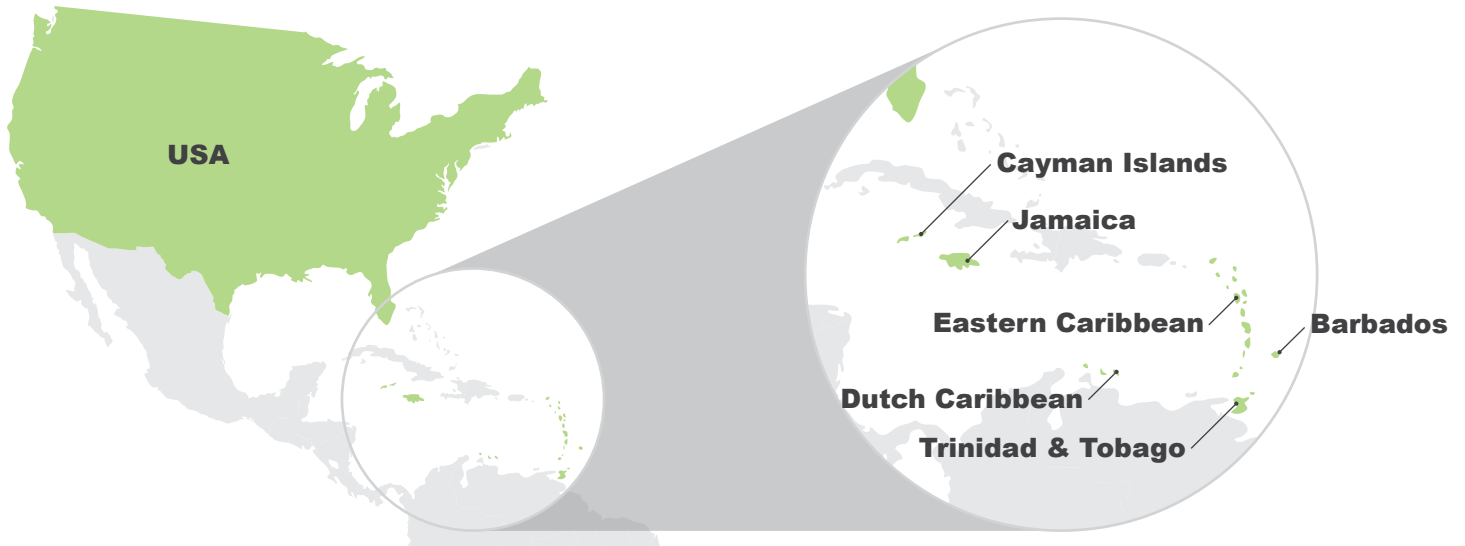 USA
Cayman Islands
Jamaica
Eastern Caribbean
Barbados
Dutch Caribbean
Trinidad & Tobago